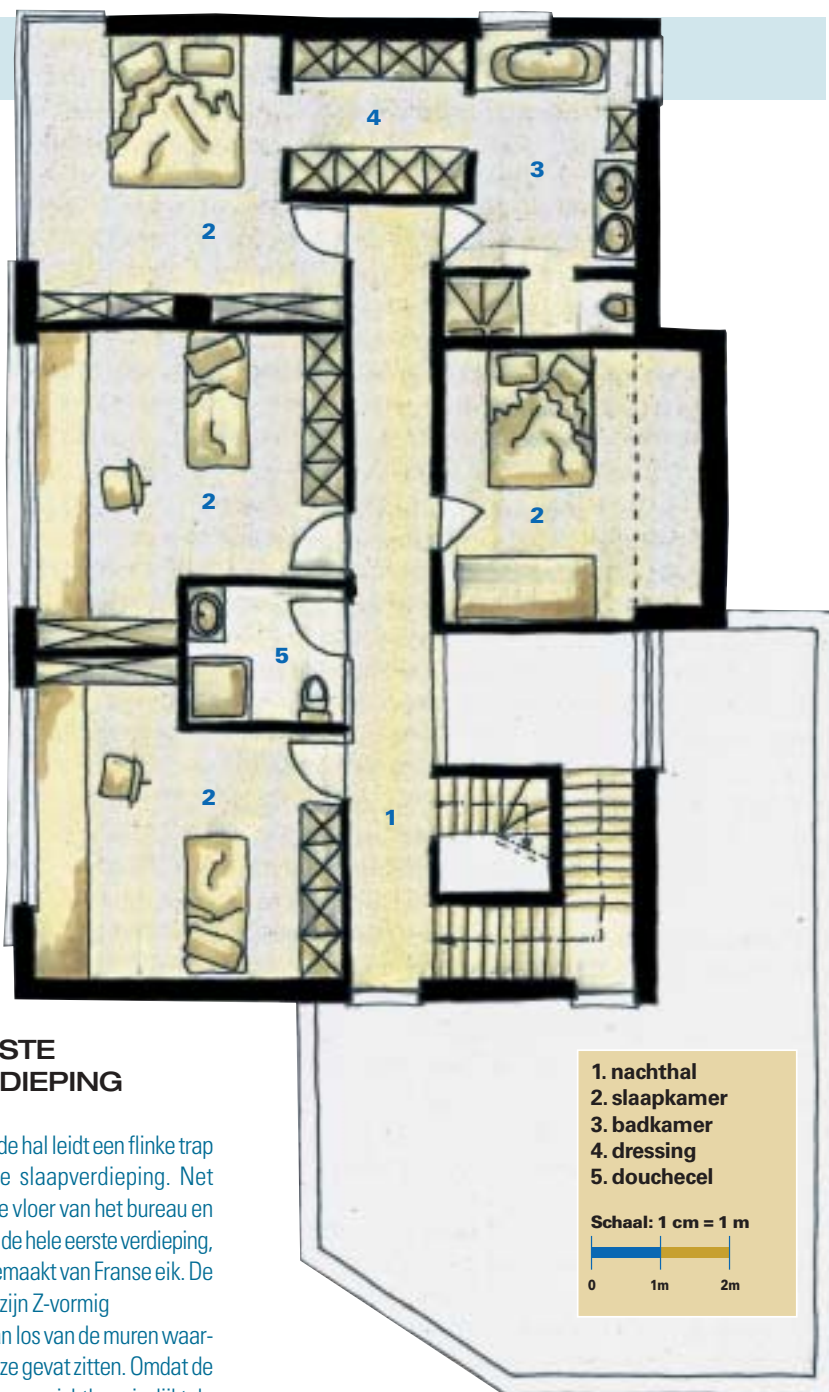 4
3
2
2
2
5
2
1
STE
DIEPING
de hal leidt een flinke trap
e slaapverdieping. Net
e vloer van het bureau en
de hele eerste verdieping,
emaakt van Franse eik. De
zijn Z-vormig
n los van de muren waar-
ze gevat zitten. Omdat de
1. nachthal
2. slaapkamer
3. badkamer
4. dressing
5. douchecel
Schaal: 1 cm = 1 m
0 1m 2m